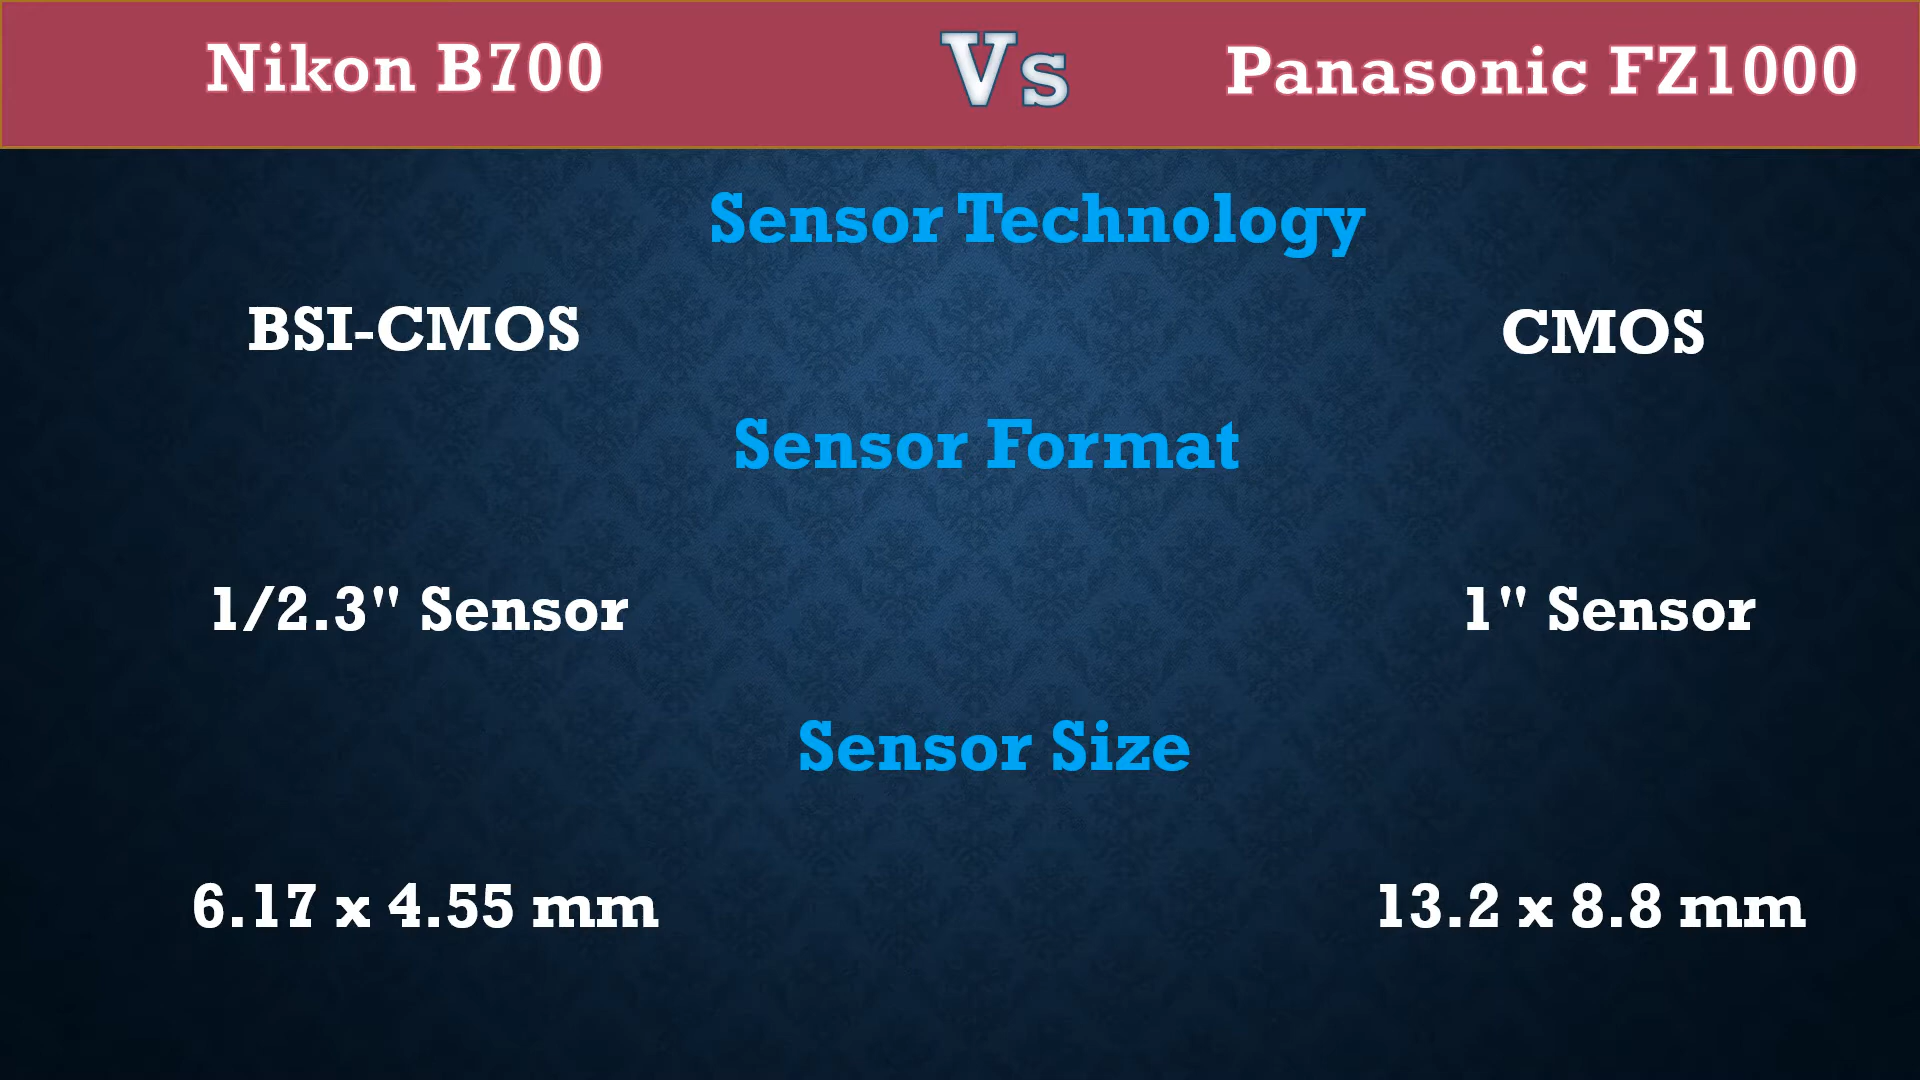 Nikon B700 Vs Panasonic FZ1000
Sensor Technology
BSI-CMOS CMOS
Sensor Format
1/2.3" Sensor 1" Sensor
Sensor Size
6.17 x 4.55 mm 13.2 x 8.8 mm